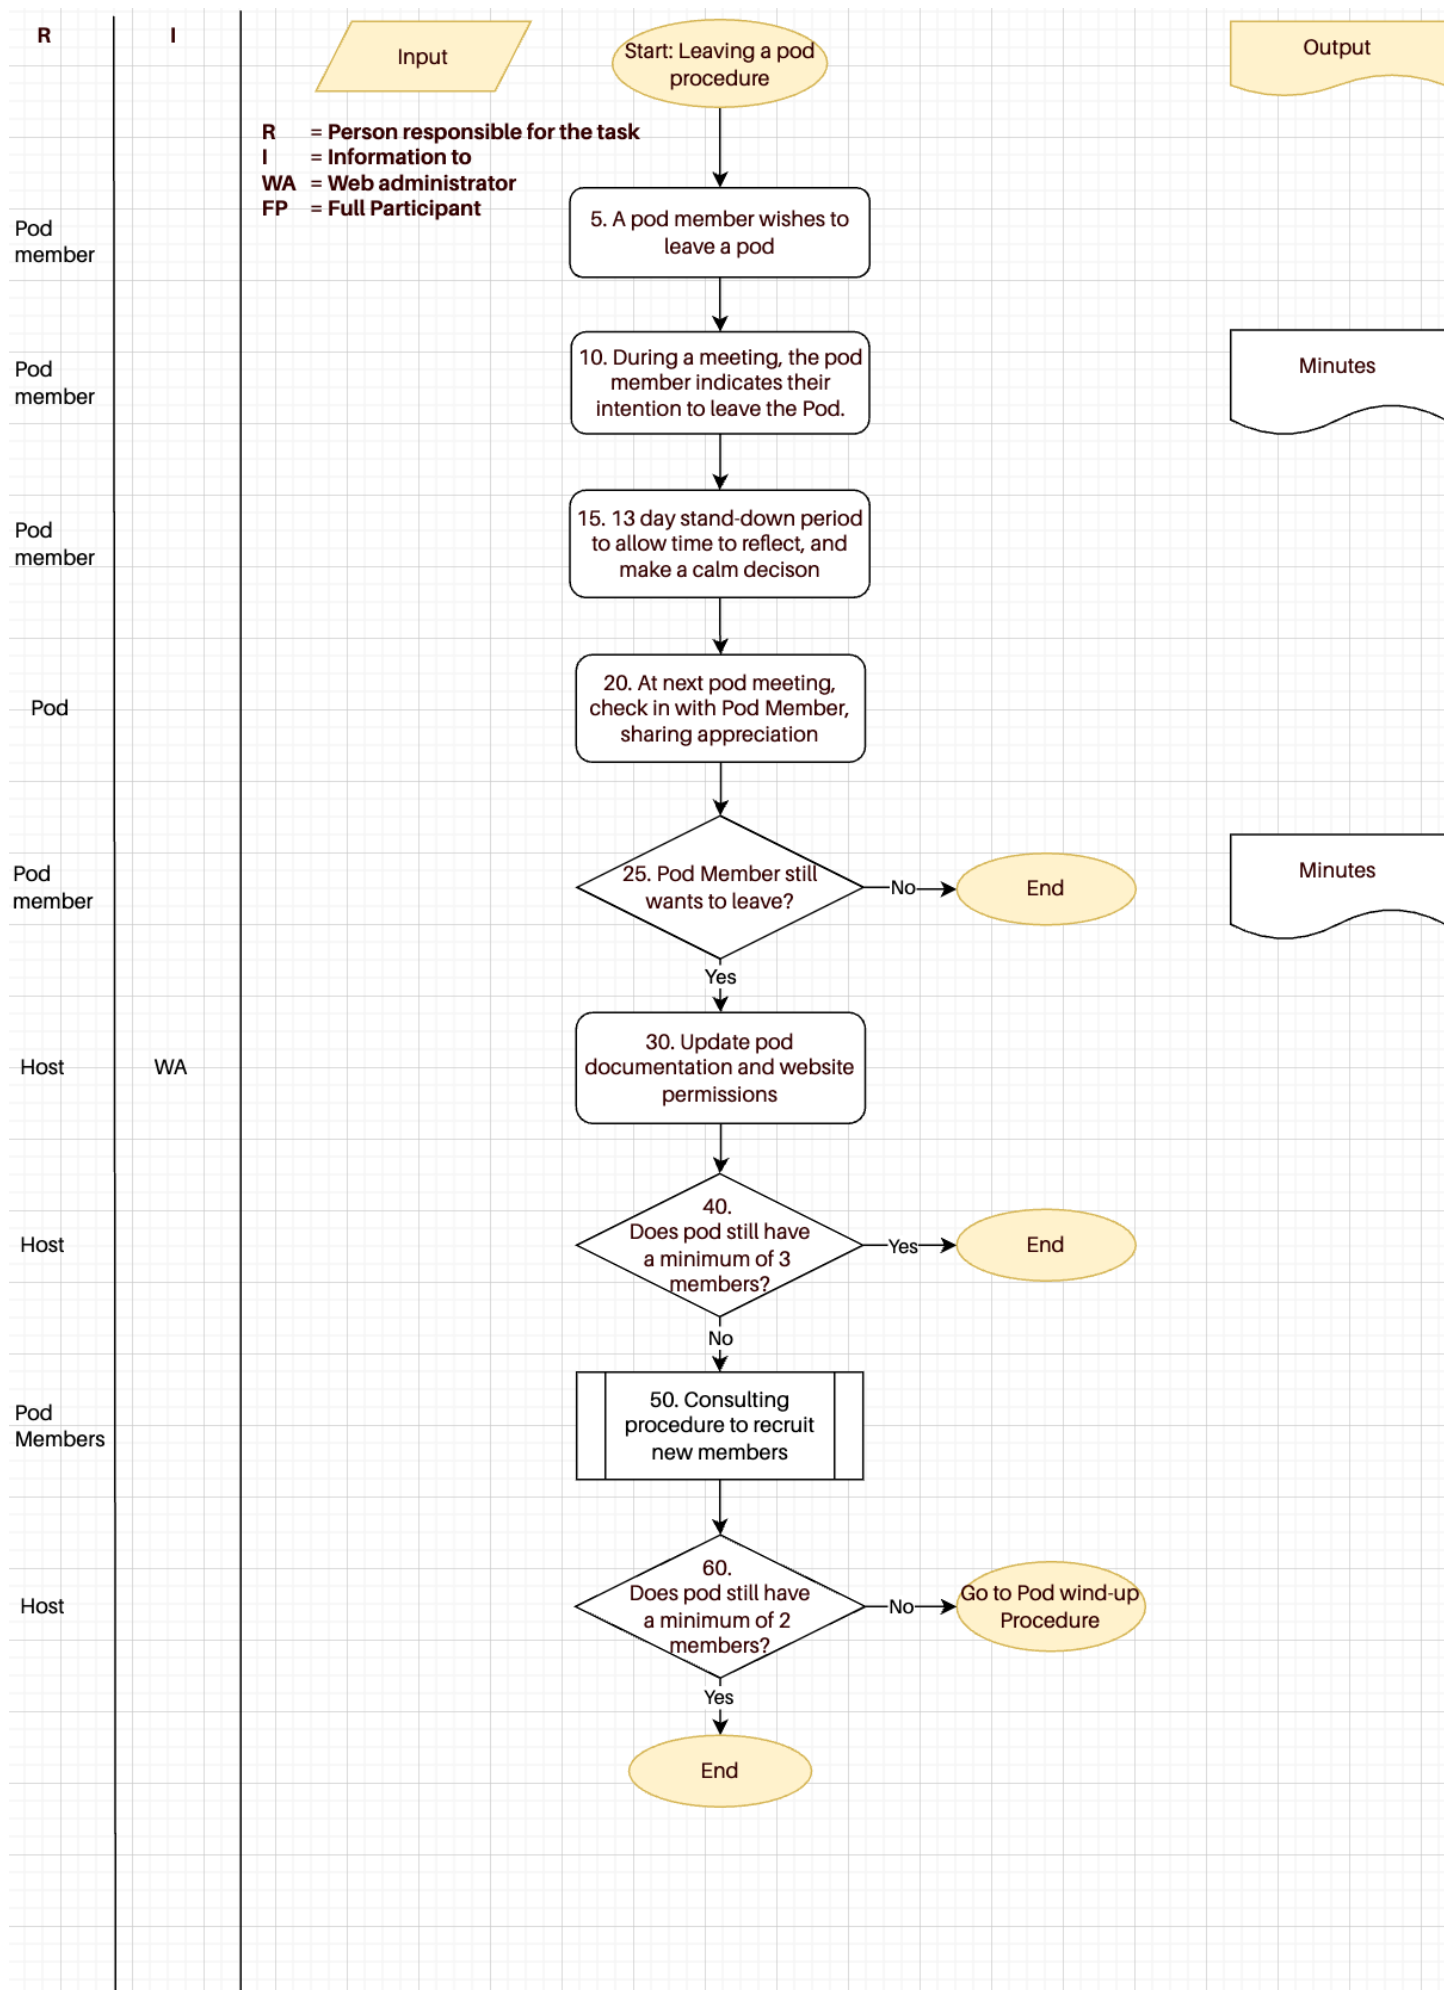 R
I
Input
Start: Leaving a pod
procedure
Output
R = Person responsible for the task
I = Information to
WA = Web administrator
FP = Full Participant
Pod
member
5. A pod member wishes to
leave a pod
Pod
member
10. During a meeting, the pod
member indicates their
intention to leave the Pod.
Minutes
Pod
member
15. 13 day stand-down period
to allow time to reflect, and
make a calm decison
Pod
20. At next pod meeting,
check in with Pod Member,
sharing appreciation
Pod
member
25. Pod Member still
wants to leave?
No
End
Minutes
Yes
Host
WA
30. Update pod
documentation and website
permissions
Host
40.
Does pod still have
a minimum of 3
members?
Yes
End
No
Pod
Members
50. Consulting
procedure to recruit
new members
Host
60.
Does pod still have
a minimum of 2
members?
No
Go to Pod wind-up
Procedure
Yes
End